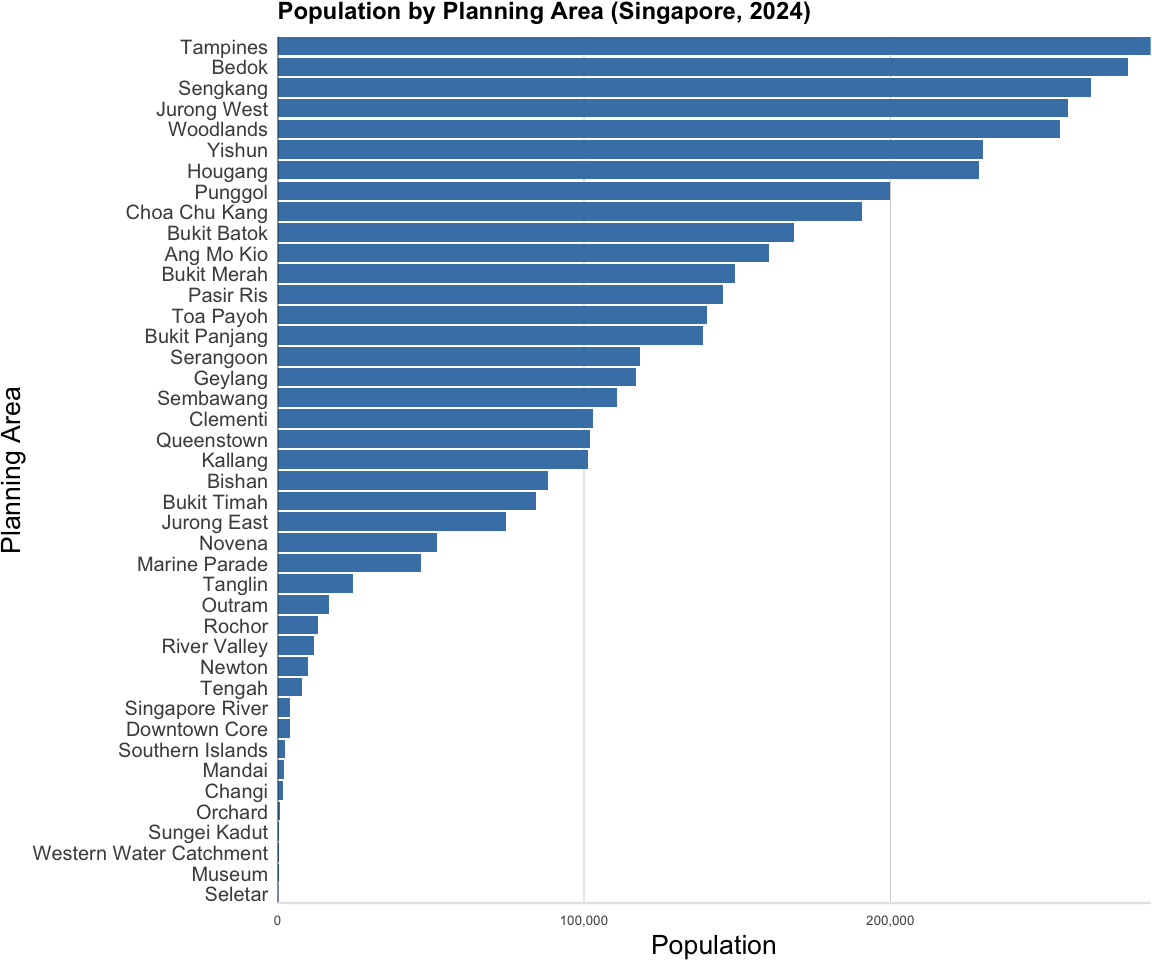 Population by Planning Area (Singapore, 2024)
Planning Area
Tampines
Bedok
Sengkang
Jurong West
Woodlands
Yishun
Hougang
Punggol
Choa Chu Kang
Bukit Batok
Ang Mo Kio
Bukit Merah
Pasir Ris
Toa Payoh
Bukit Panjang
Serangoon
Geylang
Sembawang
Clementi
Queenstown
Kallang
Bishan
Bukit Timah
Jurong East
Novena
Marine Parade
Tanglin
Outram
Rochor
River Valley
Newton
Tengah
Singapore River
Downtown Core
Southern Islands
Mandai
Changi
Orchard
Sungei Kadut
Western Water Catchment
Museum
Seletar
0 100,000 200,000
Population